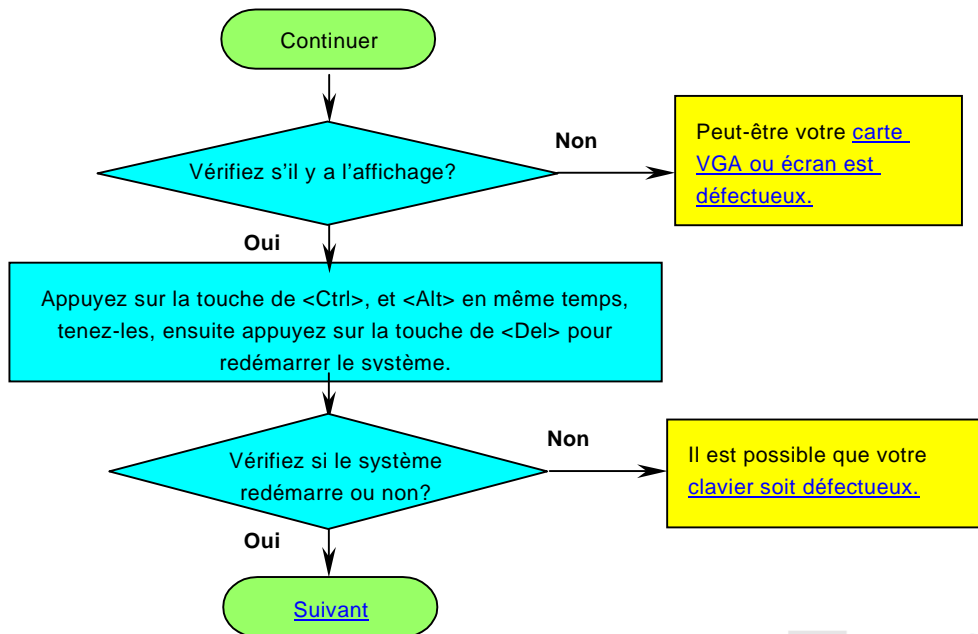 Continuer
Vérifiez s'il y a l'affichage?
Non
Peut-être votre carte
VGA ou écran est
défectueux.
Oui
Appuyez sur la touche de <Ctrl>, et <Alt> en même temps,
tenez-les, ensuite appuyez sur la touche de <Del> pour
redémarrer le système.
Vérifiez si le système
redémarre ou non?
Non
Il est possible que votre
clavier soit défectueux.
Oui
Suivant